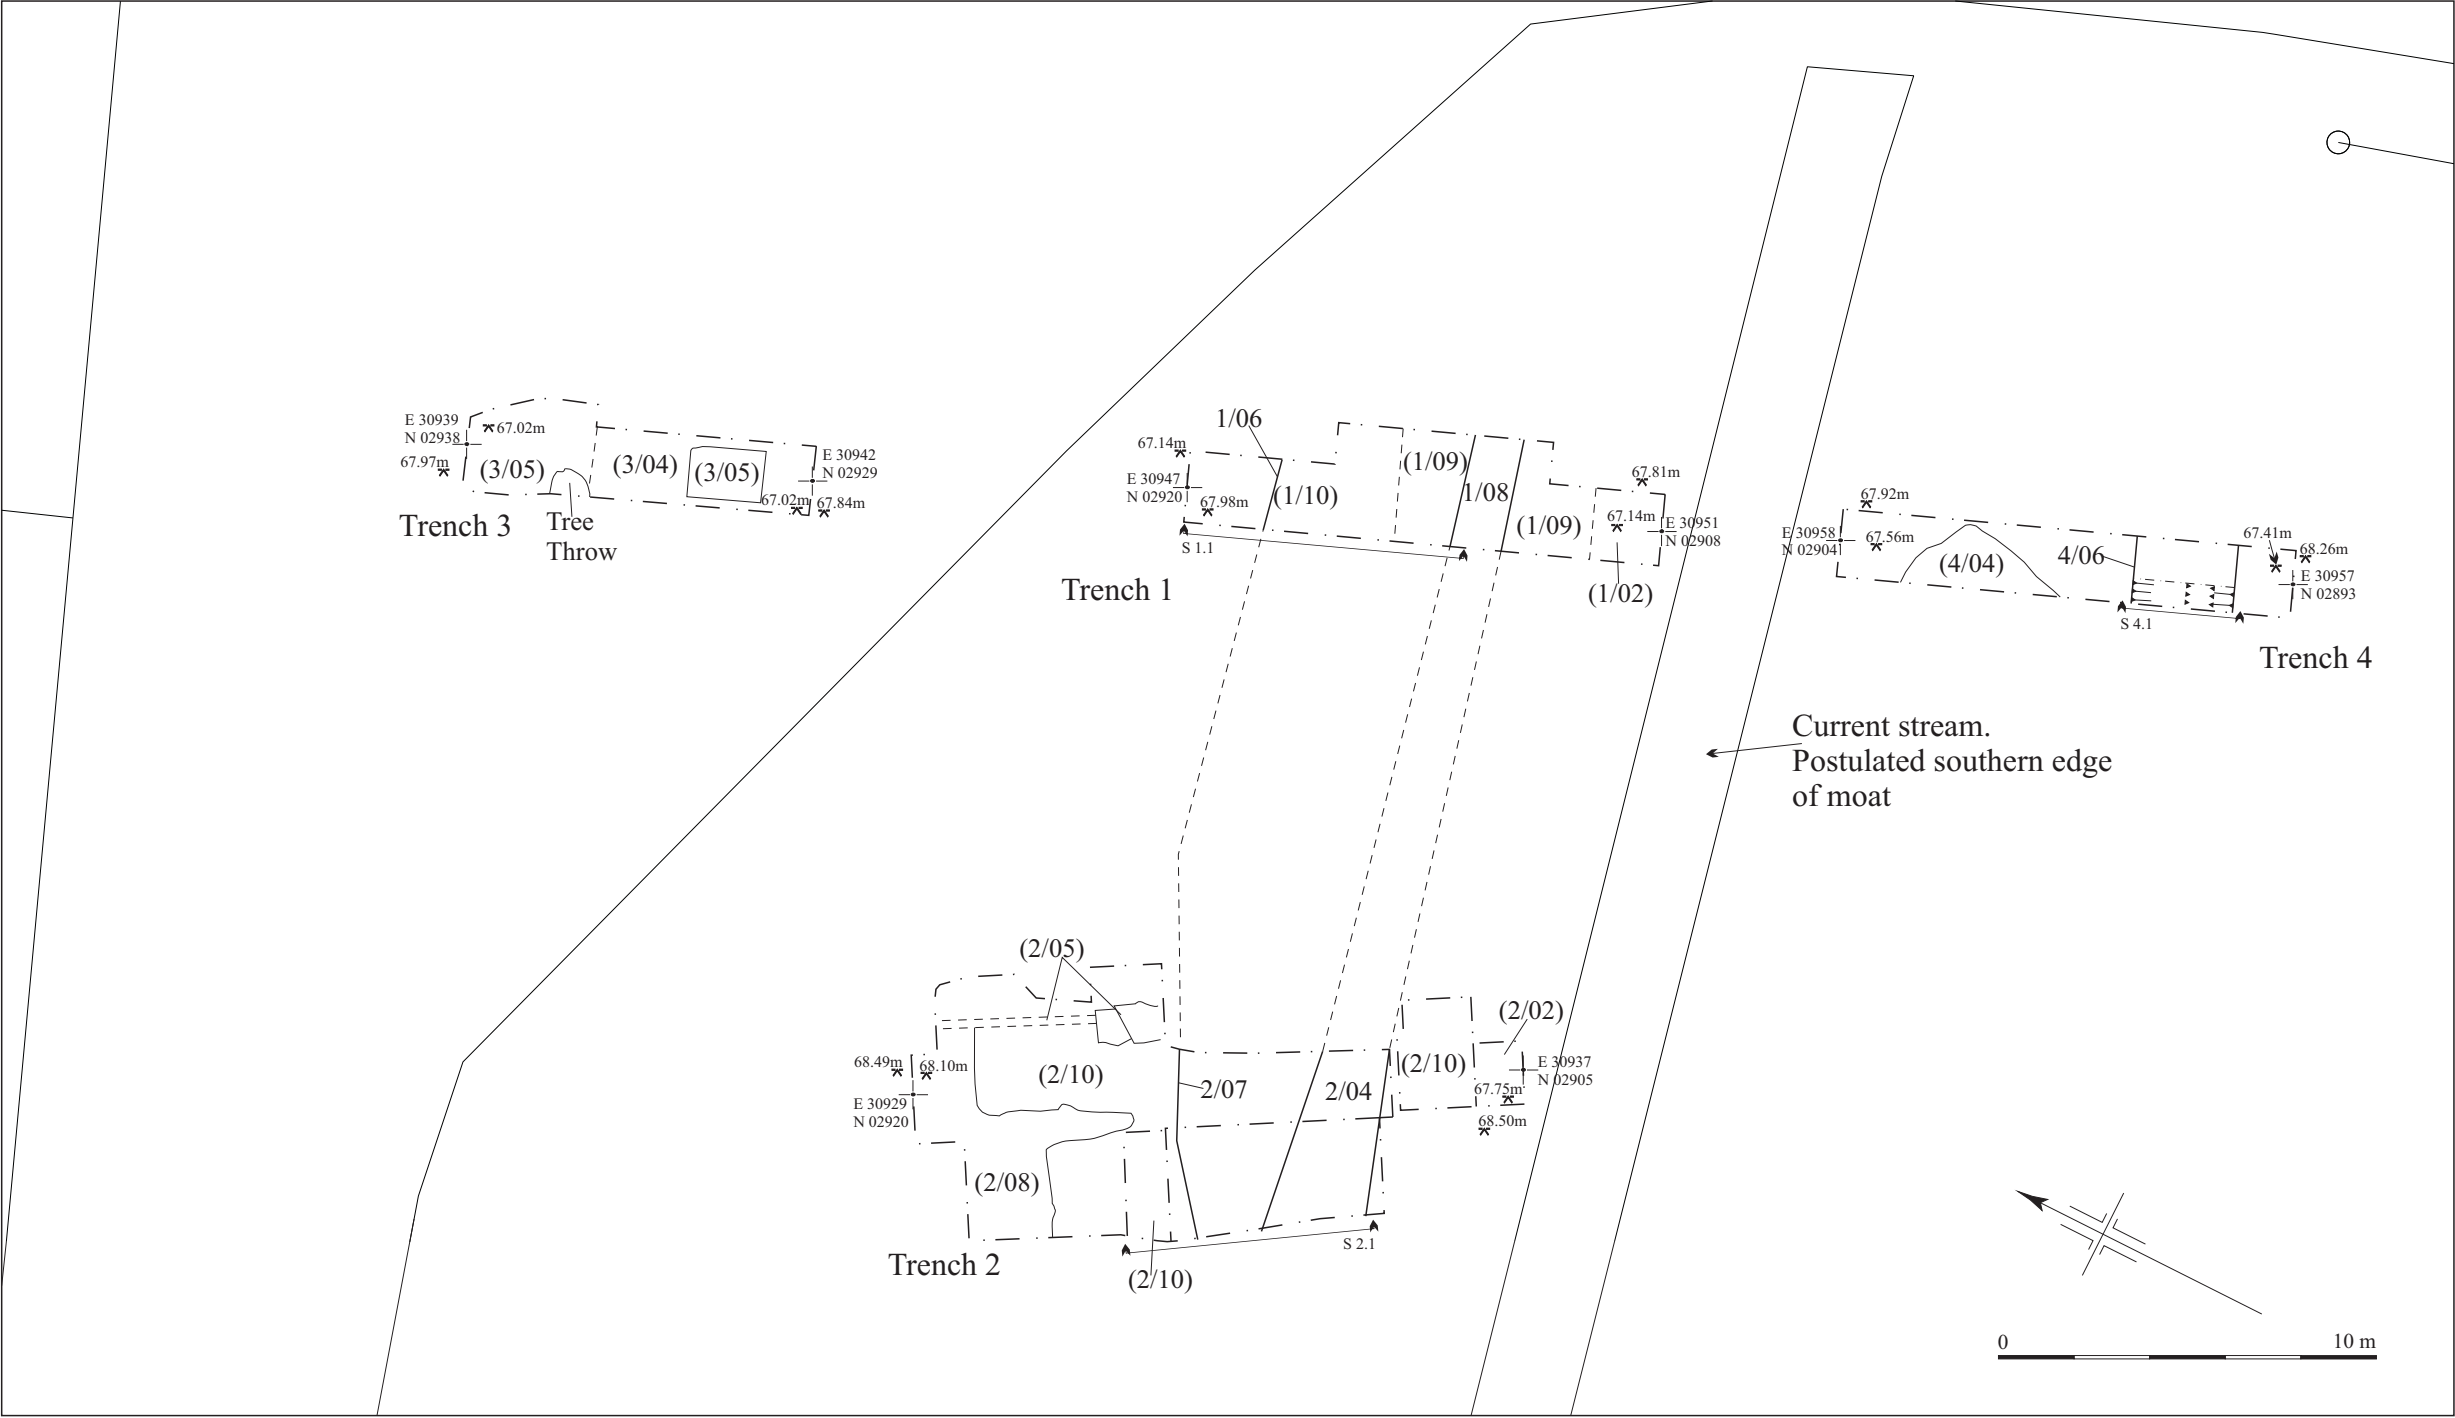 E 30939
N 02938
67.02m
67.97m
(3/05)
(3/04)
(3/05)
E 30942
N 02929
67.02m
67.84m
Trench 3
Tree
Throw
1/06
67.14m
E 30947
N 02920
67.98m
(1/10)
(1/09)
1/08
(1/09)
67.81m
67.14m
E 30951
N 02908
S 1.1
(1/02)
Trench 1
67.92m
E 30958
N 02904
67.56m
(4/04)
4/06
67.41m
68.26m
E 30957
N 02893
S 4.1
Trench 4
Current stream.
Postulated southern edge
of moat
(2/05)
68.49m
68.10m
E 30929
N 02920
(2/10)
2/07
2/04
(2/10)
(2/02)
E 30937
N 02905
67.75m
68.50m
(2/08)
S 2.1
Trench 2
(2/10)
0
10 m